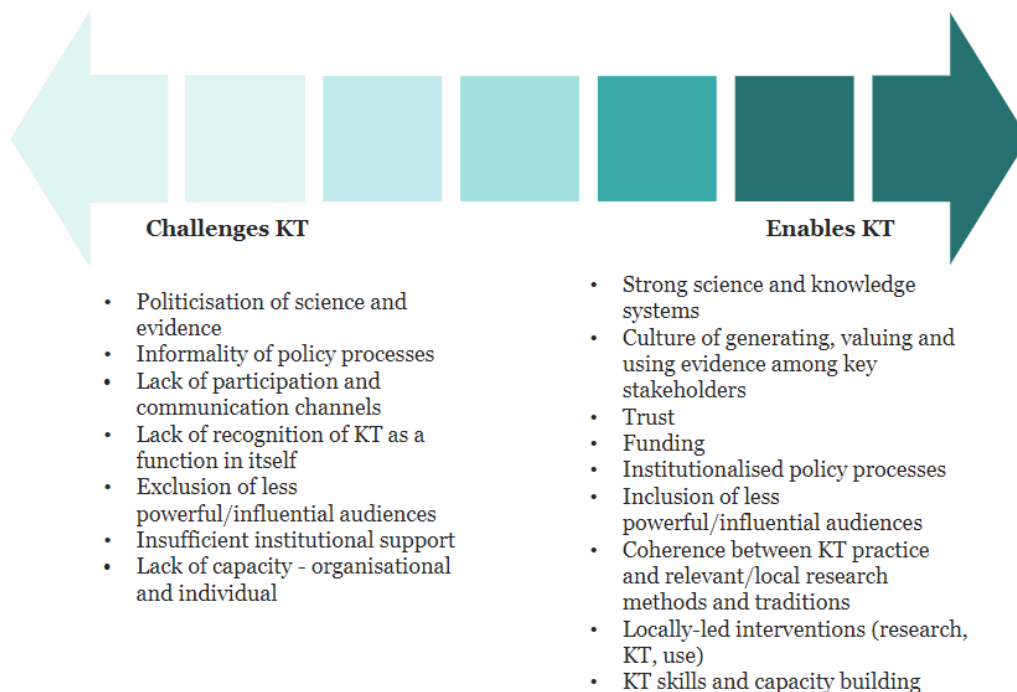 Challenges KT
• Politicisation of science and
evidence
• Informality of policy processes
• Lack of participation and
communication channels
• Lack of recognition of KT as a
function in itself
• Exclusion of less
powerful/influential audiences
• Insufficient institutional support
• Lack of capacity - organisational
and individual
Enables KT
• Strong science and knowledge
systems
• Culture of generating, valuing and
using evidence among key
stakeholders
• Trust
• Funding
• Institutionalised policy processes
• Inclusion of less
powerful/influential audiences
• Coherence between KT practice
and relevant/local research
methods and traditions
• Locally-led interventions (research,
KT, use)
• KT skills and capacity building